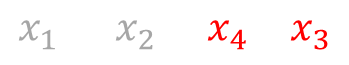 x₁ x₂ x₄ x₃